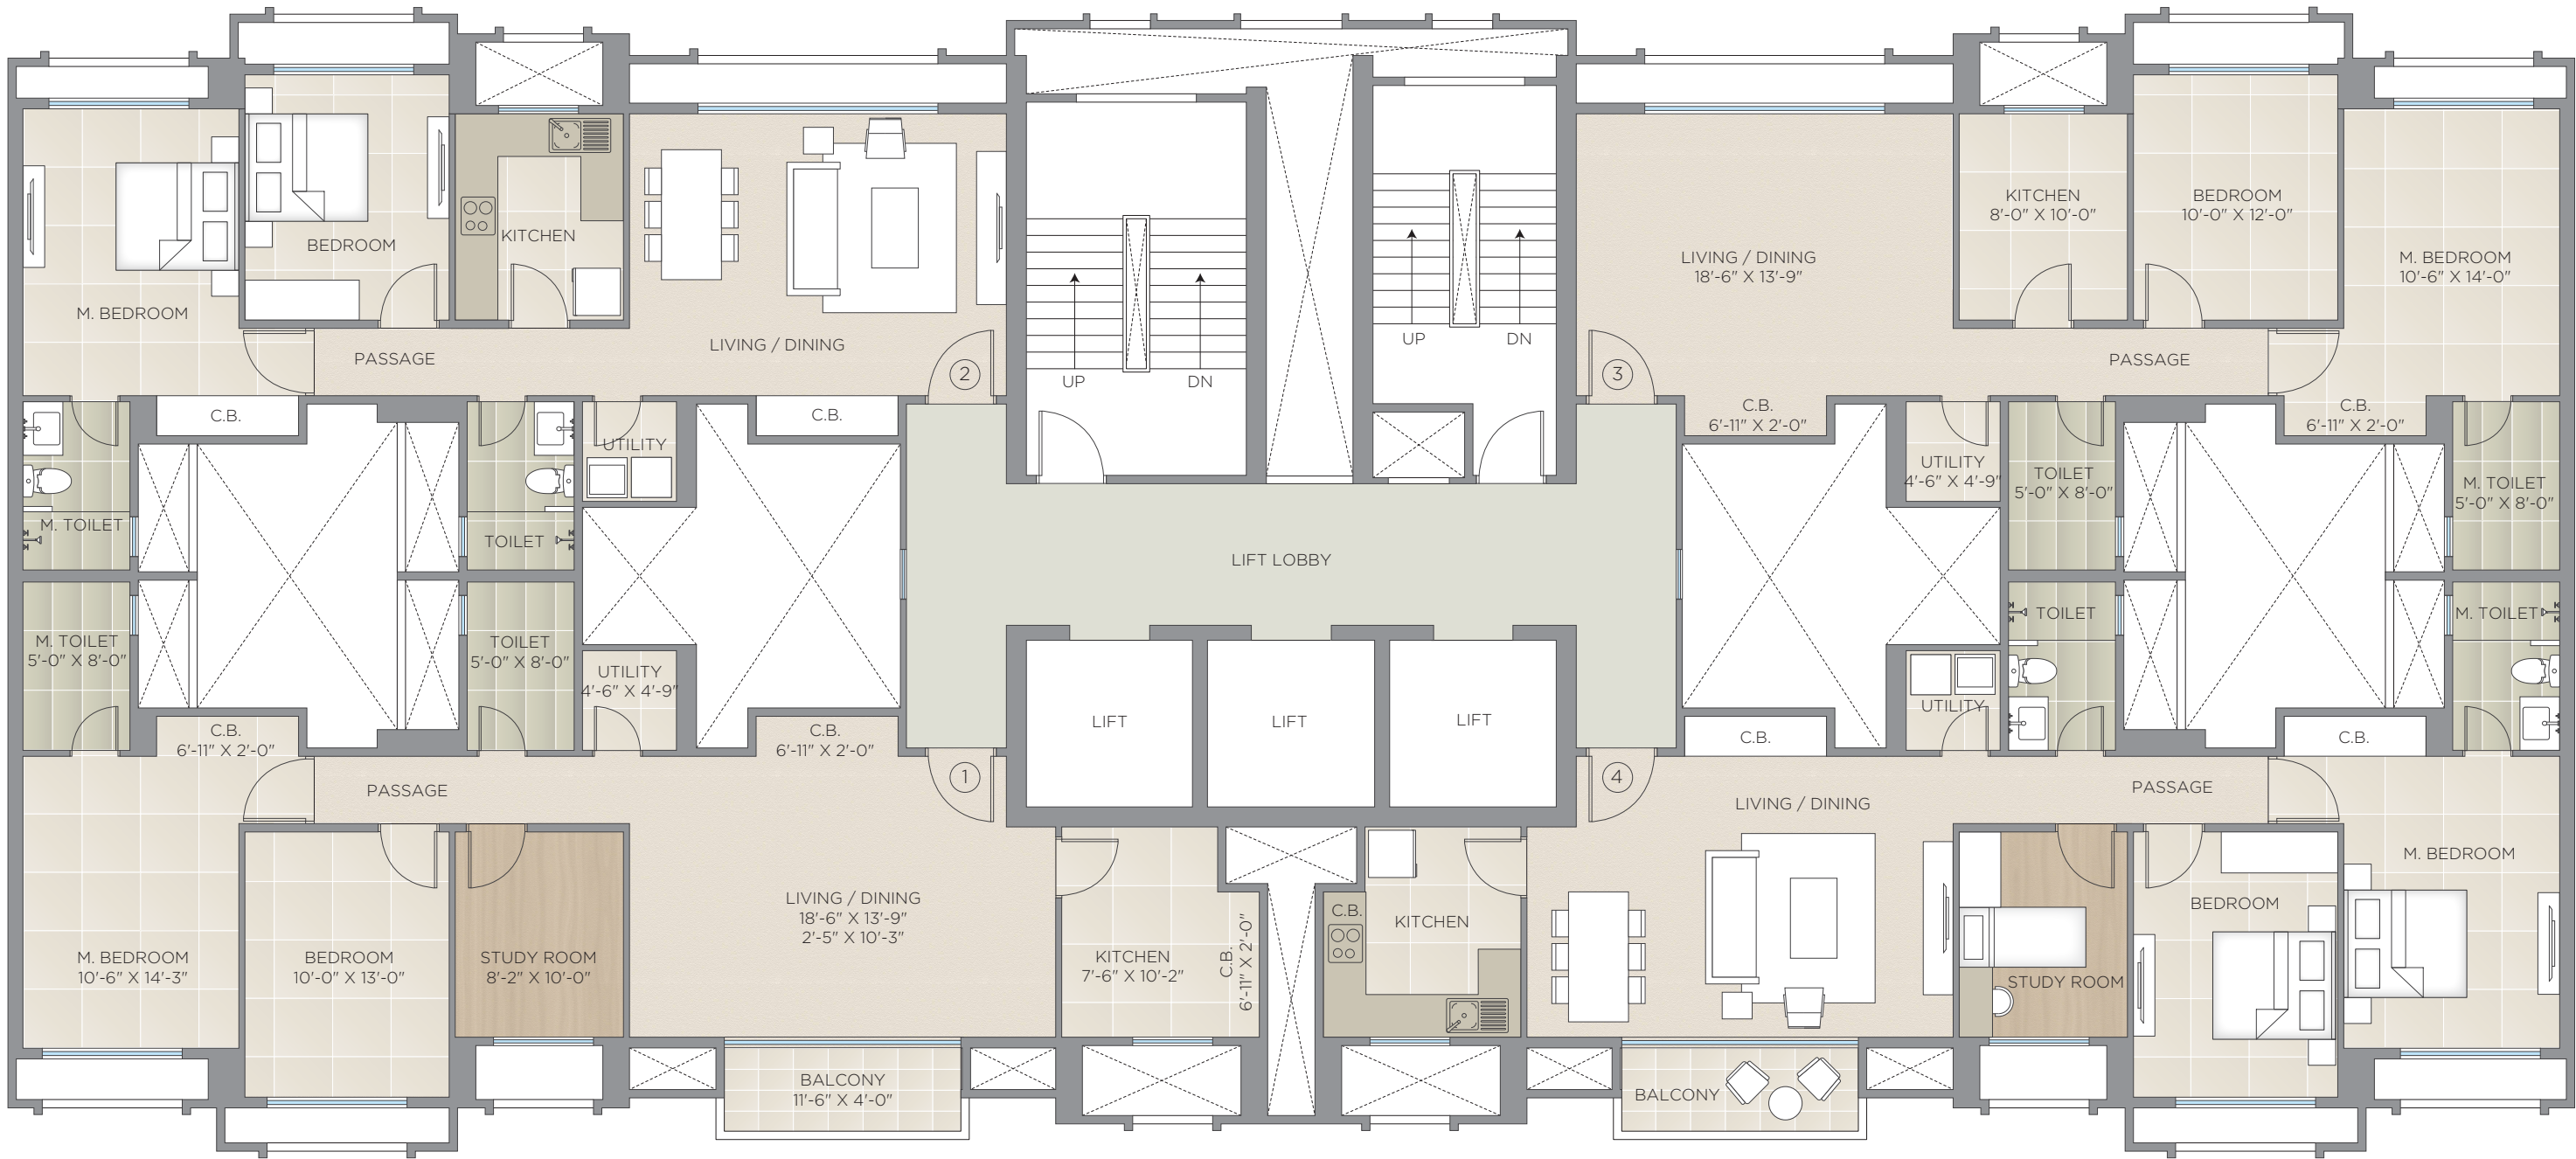 M. BEDROOM
BEDROOM
KITCHEN
LIVING / DINING
PASSAGE
2
C.B.
UTILITY
M. TOILET
TOILET
UP
DN
UP
DN
LIVING / DINING
18'-6" X 13'-9"
KITCHEN
8'-0" X 10'-0"
BEDROOM
10'-0" X 12'-0"
M. BEDROOM
10'-6" X 14'-0"
PASSAGE
3
C.B.
6'-11" X 2'-0"
C.B.
6'-11" X 2'-0"
UTILITY
4'-6" X 4'-9"
TOILET
5'-0" X 8'-0"
M. TOILET
5'-0" X 8'-0"
C.B.
LIFT LOBBY
LIFT
LIFT
LIFT
M. TOILET
5'-0" X 8'-0"
TOILET
5'-0" X 8'-0"
UTILITY
4'-6" X 4'-9"
C.B.
6'-11" X 2'-0"
C.B.
6'-11" X 2'-0"
1
PASSAGE
LIVING / DINING
18'-6" X 13'-9"
2'-5" X 10'-3"
M. BEDROOM
10'-6" X 14'-3"
BEDROOM
10'-0" X 13'-0"
STUDY ROOM
8'-2" X 10'-0"
KITCHEN
7'-6" X 10'-2"
C.B.
6'-11" X 2'-0"
BALCONY
11'-6" X 4'-0"
TOILET
M. TOILET
UTILITY
C.B.
C.B.
4
LIVING / DINING
PASSAGE
C.B.
KITCHEN
STUDY ROOM
BEDROOM
M. BEDROOM
BALCONY